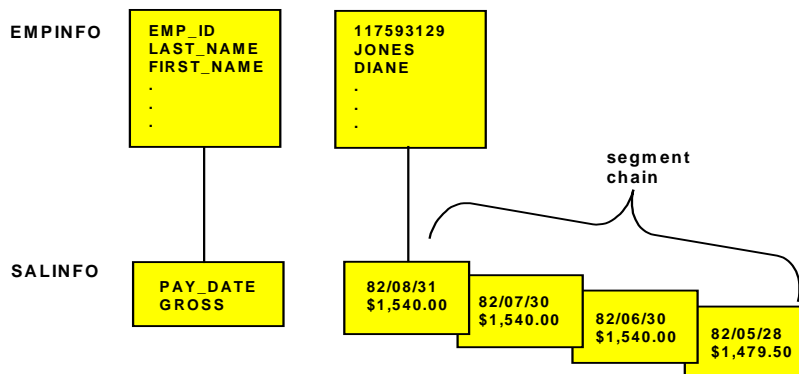 EMPINFO
EMP_ID
LAST_NAME
FIRST_NAME
.
.
.
117593129
JONES
DIANE
.
.
.
segment
chain
SALINFO
PAY_DATE
GROSS
82/08/31
$1,540.00
82/07/30
$1,540.00
82/06/30
$1,540.00
82/05/28
$1,479.50